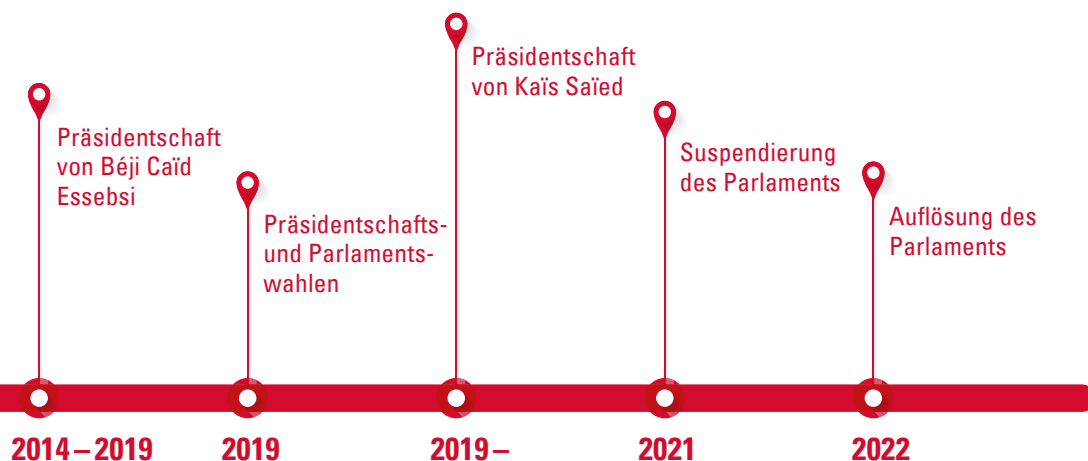 Präsidentschaft
von Béji Caïd
Essebsi
Präsidentschafts-
und Parlaments-
wahlen
Präsidentschaft
von Kaïs Saïed
Suspendierung
des Parlaments
Auflösung des
Parlaments
2014 – 2019
2019
2019 –
2021
2022